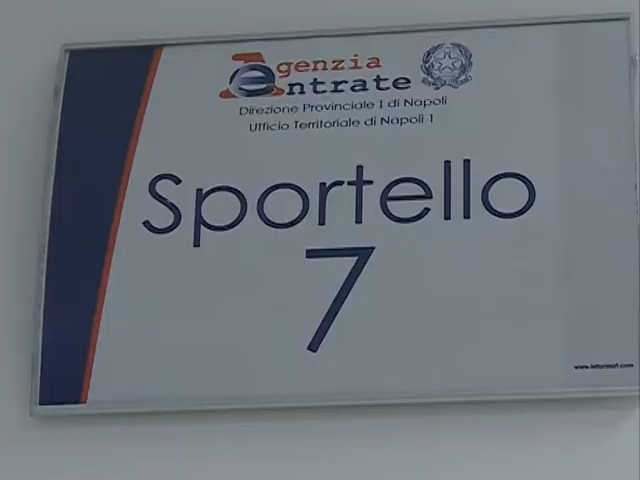 Agenzia
Entrate
Direzione Provinciale I di Napoli
Ufficio Territoriale di Napoli 1
Sportello
7